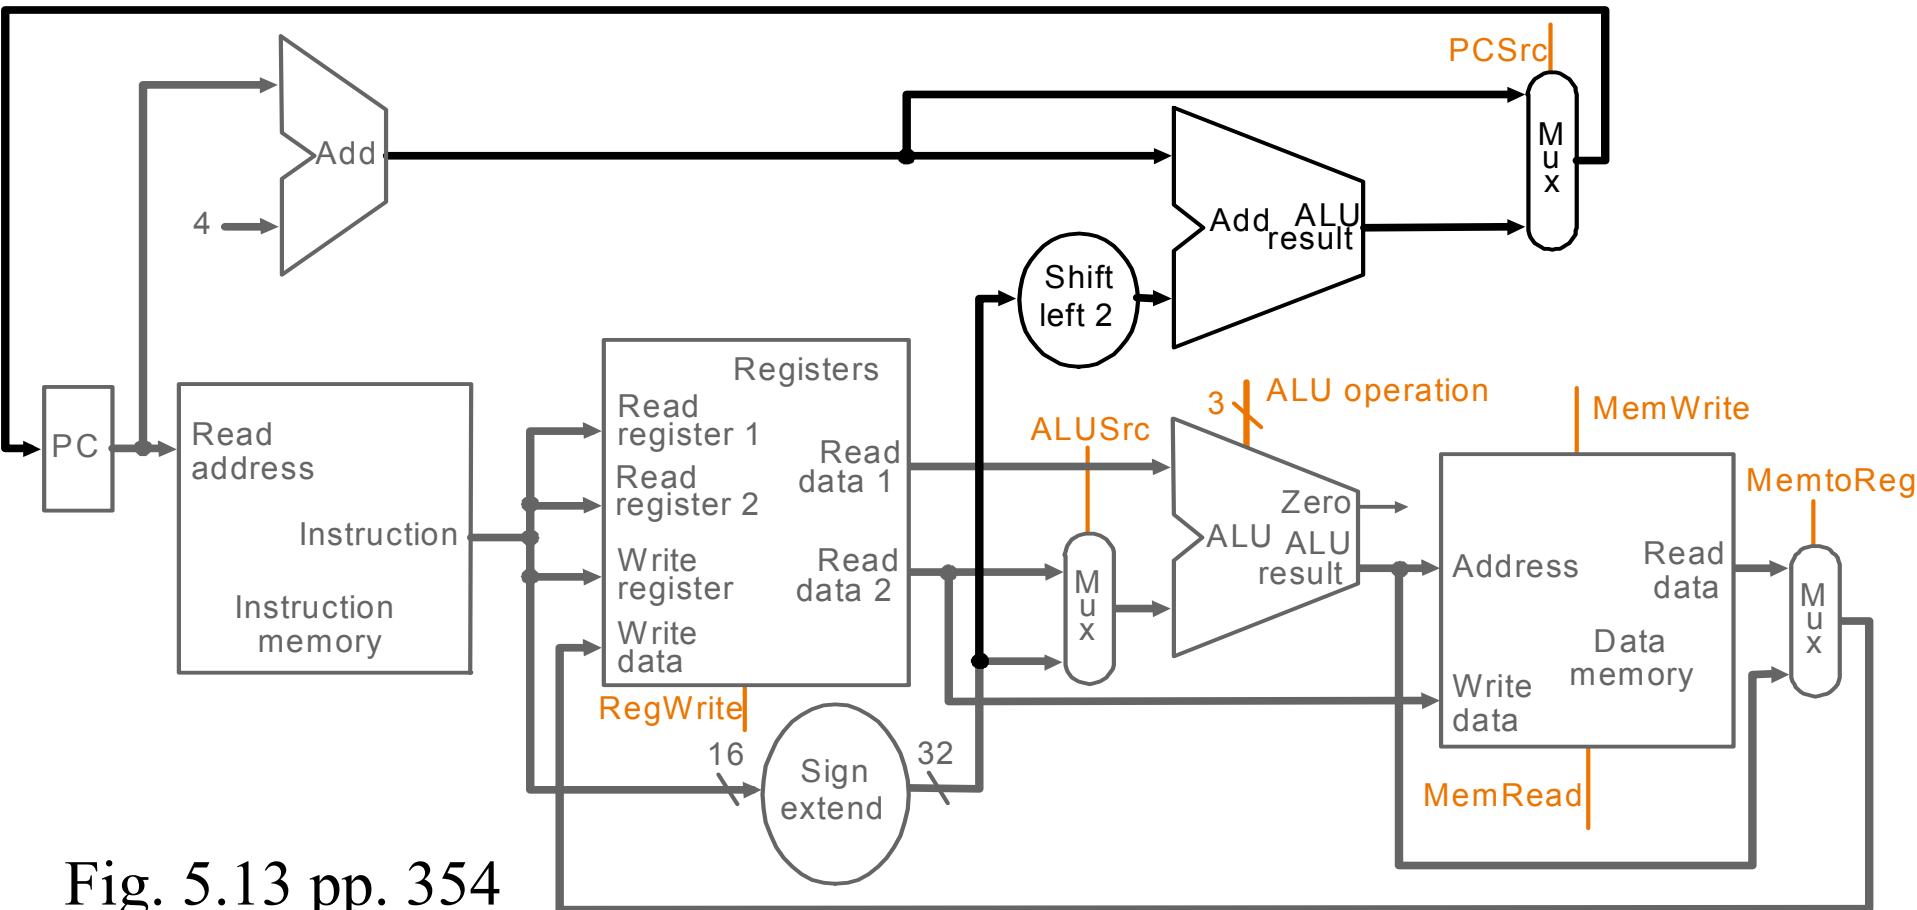 PCSrc
M
u
x
Add
4
Add
ALU
result
Shift
left 2
PC
Read
address
Instruction
Instruction
memory
Registers
Read
register 1
Read
register 2
Write
register
Write
data
Read
data 1
Read
data 2
RegWrite
16
Sign
extend
32
ALUSrc
M
u
x
3
ALU operation
Zero
ALU
ALU
result
MemWrite
Address
Read
data
Data
memory
Write
data
MemRead
MemtoReg
M
u
x
Fig. 5.13 pp. 354